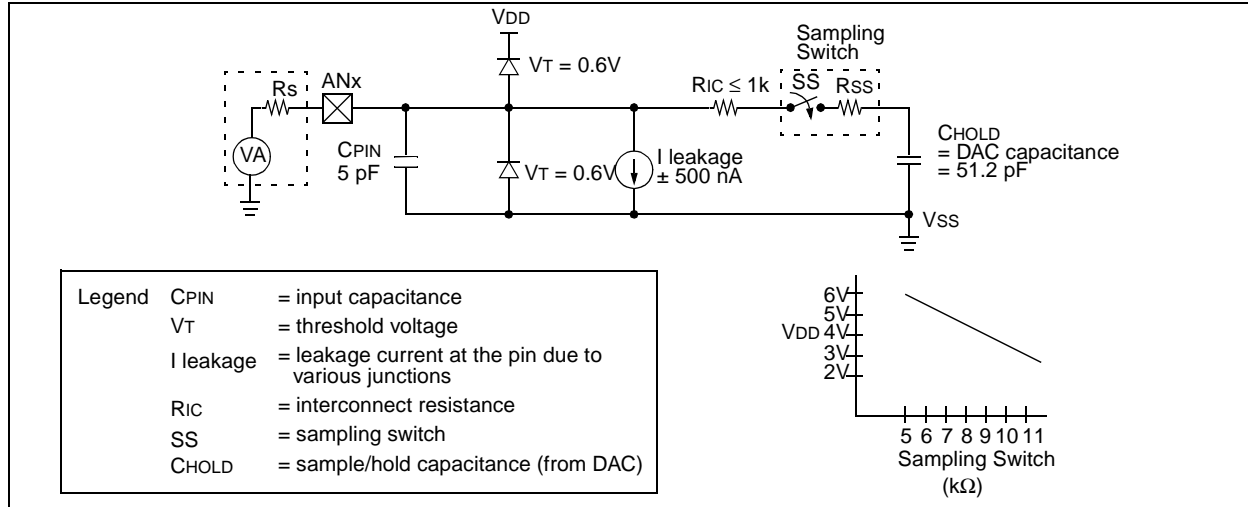 VDD
Sampling
Switch
VT = 0.6V
ANx
RIC ≤ 1k
SS
RSS
Rs
VA
CPIN
5 pF
VT = 0.6V
I leakage
± 500 nA
CHOLD
= DAC capacitance
= 51.2 pF
VSS
Legend CPIN = input capacitance
VT = threshold voltage
I leakage = leakage current at the pin due to
various junctions
RIC = interconnect resistance
SS = sampling switch
CHOLD = sample/hold capacitance (from DAC)
6V
5V
VDD 4V
3V
2V
5 6 7 8 9 10 11
Sampling Switch
(kΩ)